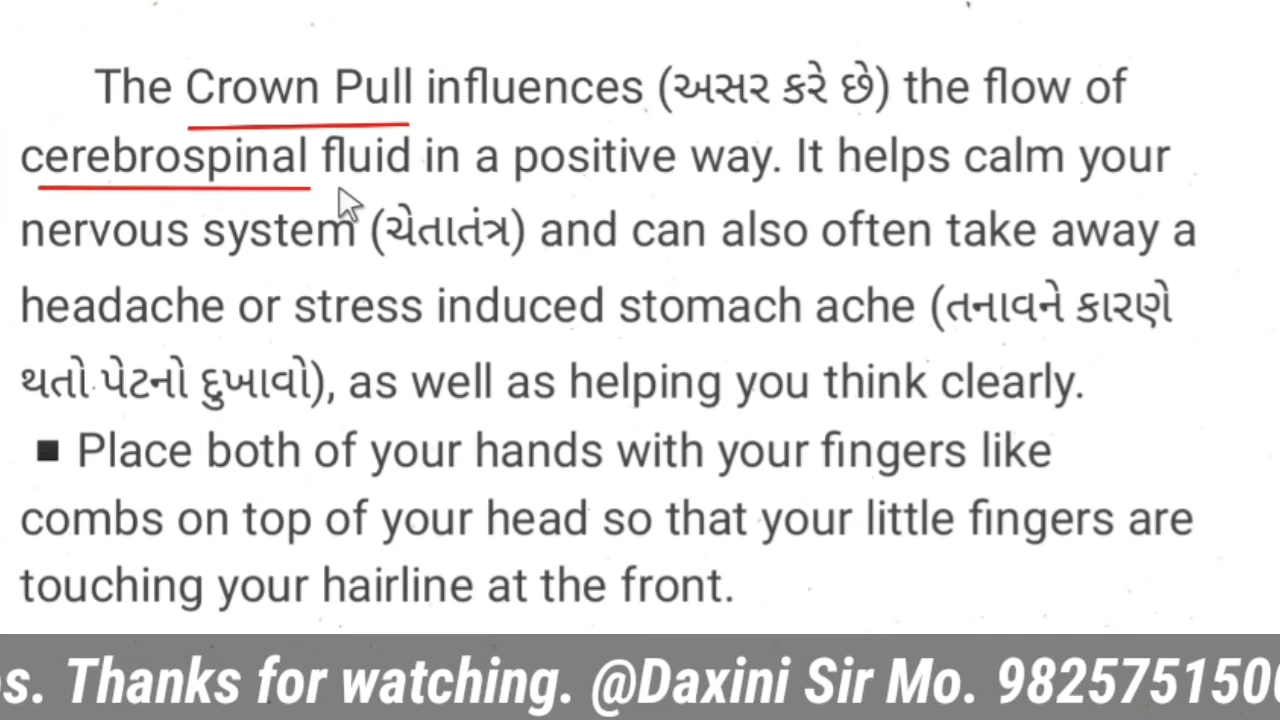 The Crown Pull influences (અસર કરે છે) the flow of
cerebrospinal fluid in a positive way. It helps calm your
nervous system (ચેતાતંત્ર) and can also often take away a
headache or stress induced stomach ache (તનાવને કારણે
થતો પેટનો દુખાવો), as well as helping you think clearly.
▪ Place both of your hands with your fingers like
combs on top of your head so that your little fingers are
touching your hairline at the front.
s. Thanks for watching. @Daxini Sir Mo. 982575150